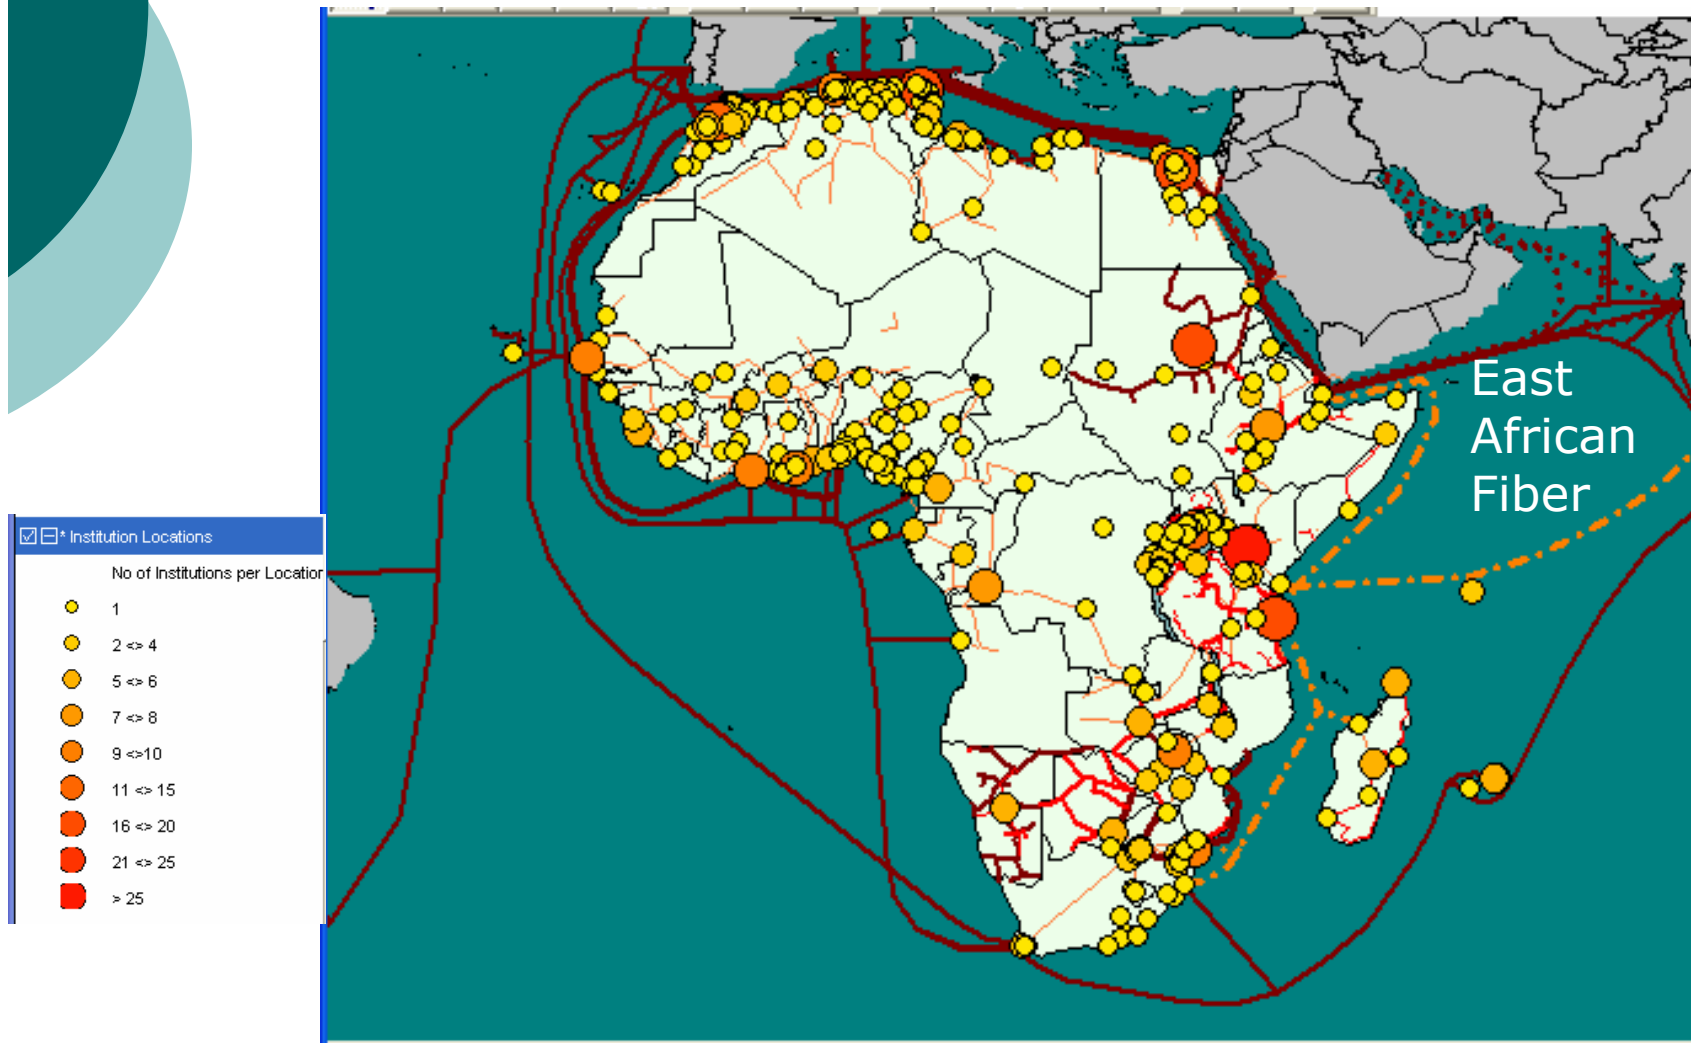 East
African
Fiber
* Institution Locations
No of Institutions per Location
1
2 <> 4
5 <> 6
7 <> 8
9 <>10
11 <> 15
16 <> 20
21 <> 25
> 25